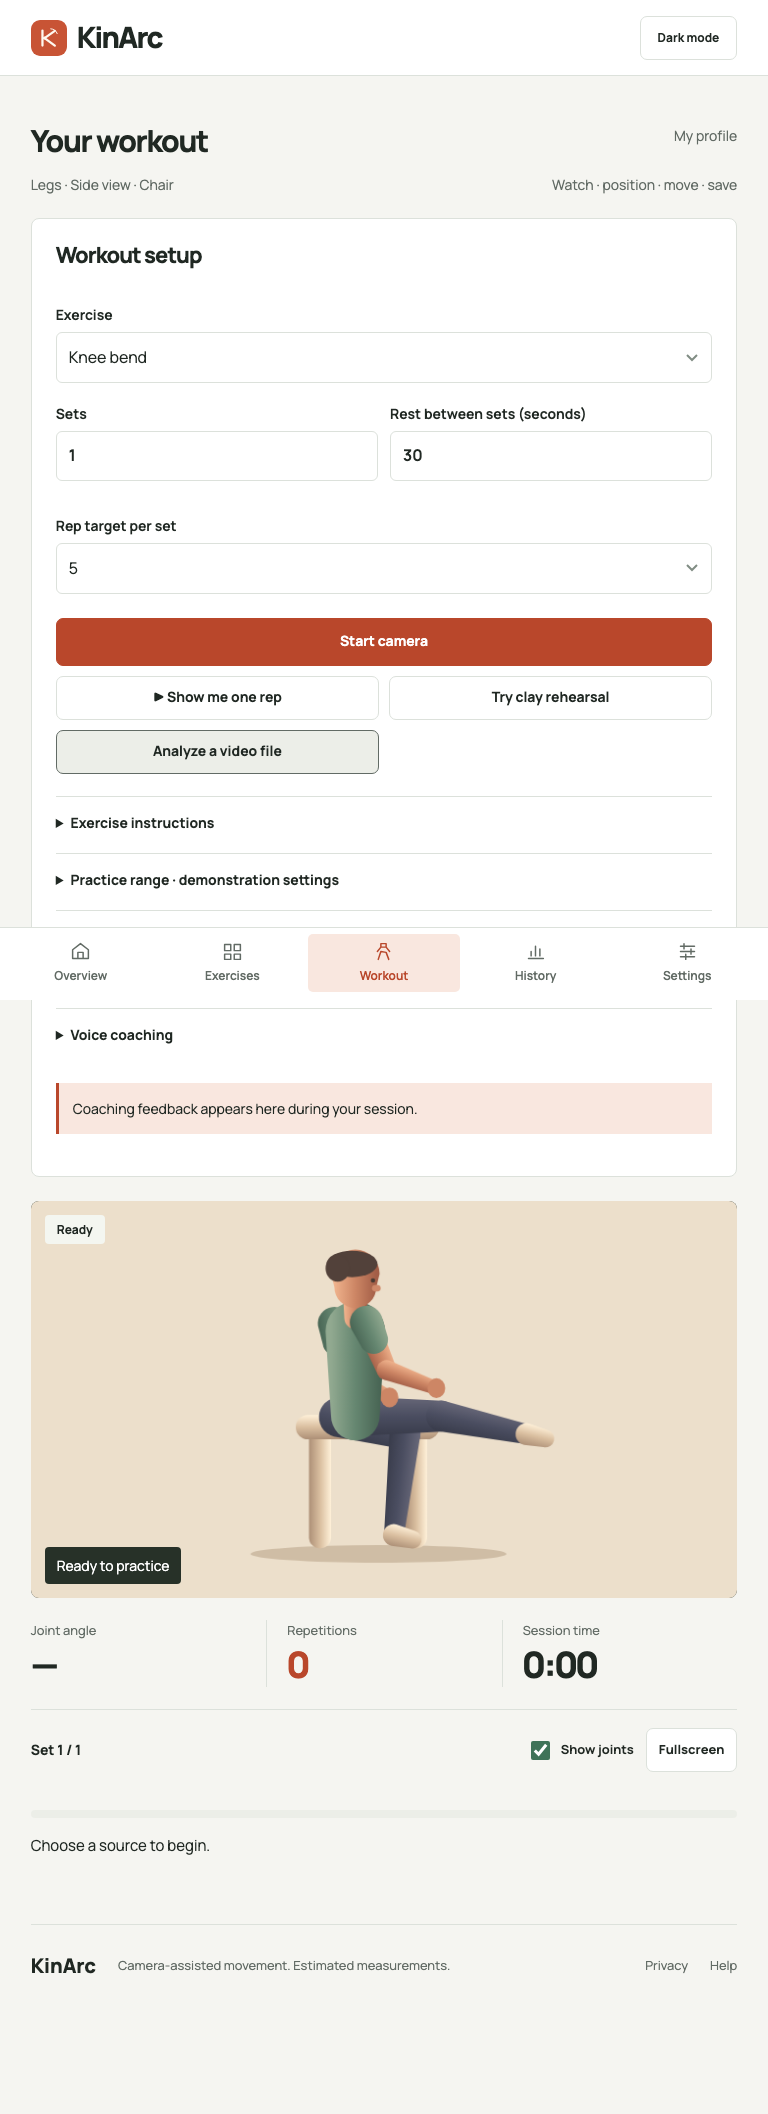 KinArc
Dark mode
Your workout
My profile
Legs · Side view · Chair
Watch · position · move · save
Workout setup
Exercise
Knee bend
Sets
Rest between sets (seconds)
1
30
Rep target per set
5
Start camera
▶ Show me one rep
Try clay rehearsal
Analyze a video file
▶ Exercise instructions
▶ Practice range · demonstration settings
Overview
Exercises
Workout
History
Settings
▶ Voice coaching
Coaching feedback appears here during your session.
Ready
Ready to practice
Joint angle
Repetitions
Session time
—
0
0:00
Set 1 / 1
Show joints
Fullscreen
Choose a source to begin.
KinArc
Camera-assisted movement. Estimated measurements.
Privacy
Help